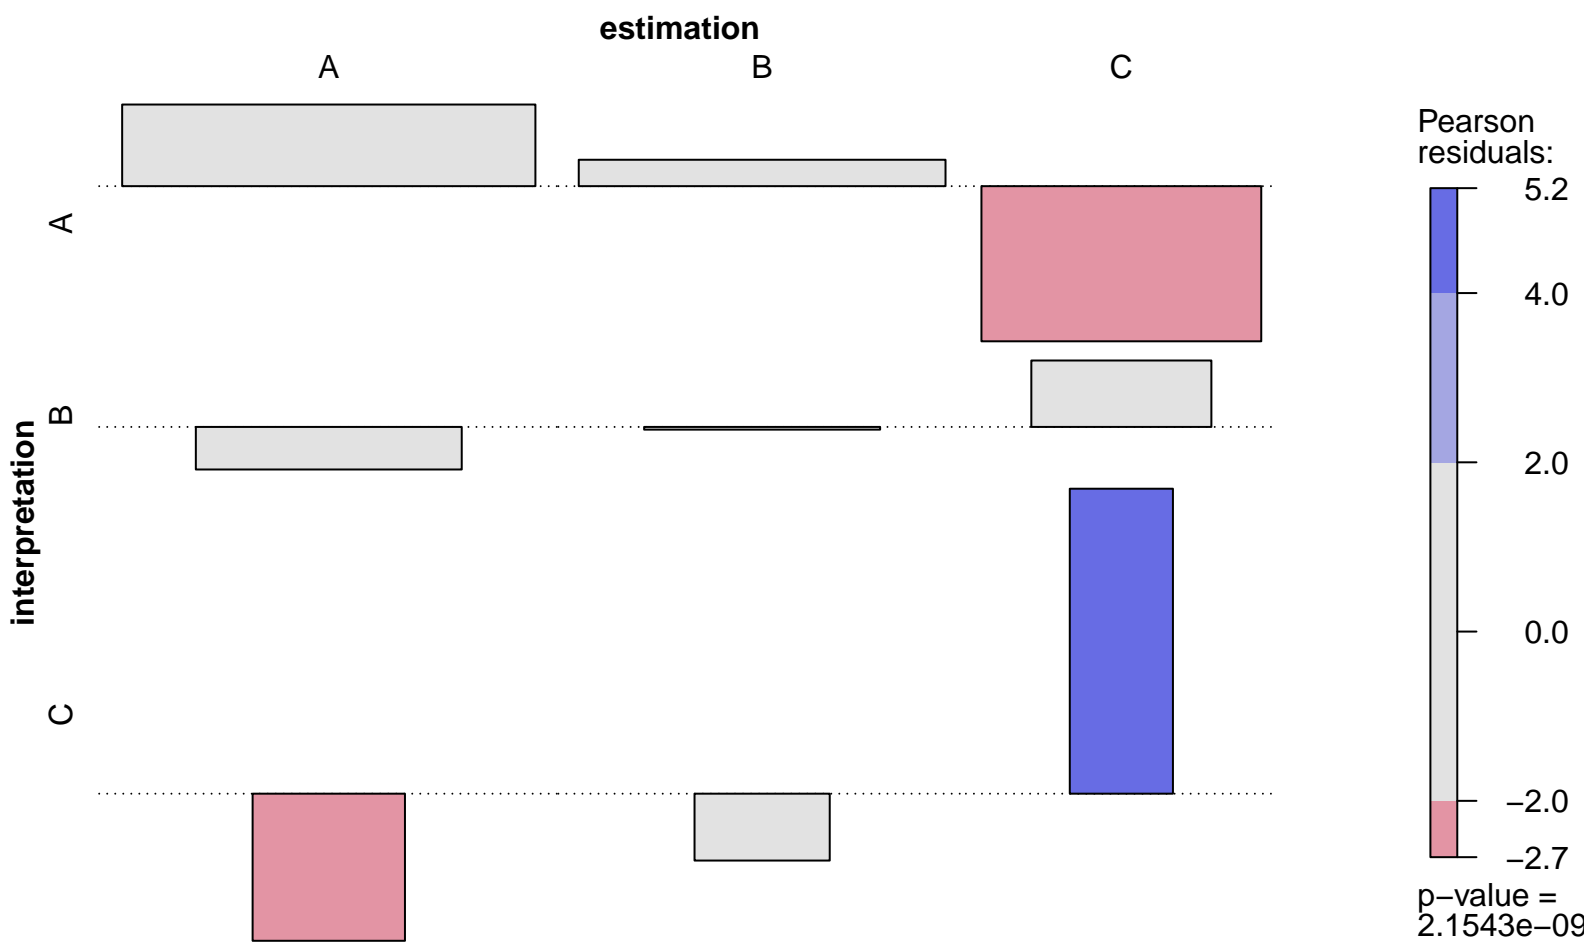 estimation
A B C
Pearson
residuals:
5.2
4.0
2.0
0.0
−2.0
−2.7
p−value =
2.1543e−09
interpretation
A
B
C